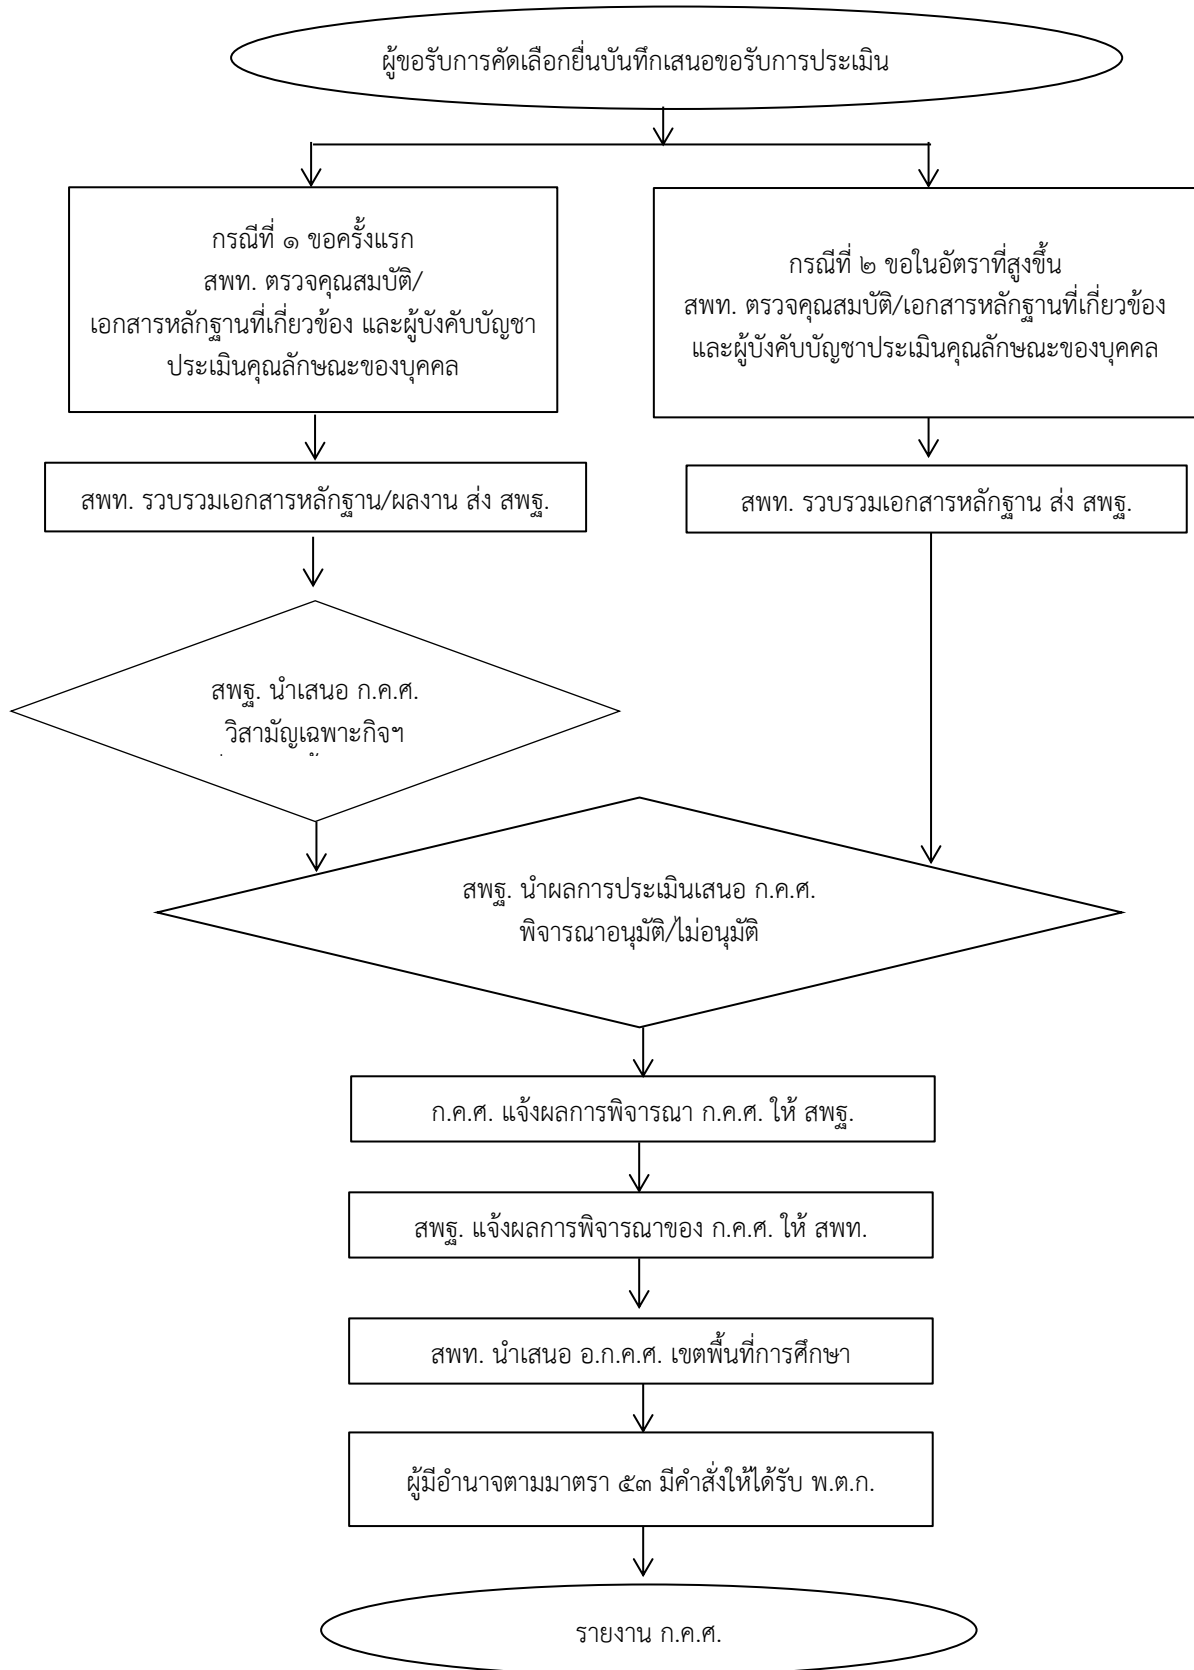 ผู้ขอรับการคัดเลือกยื่นบันทึกเสนอขอรับการประเมิน
กรณีที่ ๑ ขอครั้งแรก
สพท. ตรวจคุณสมบัติ/
เอกสารหลักฐานที่เกี่ยวข้อง และผู้บังคับบัญชา
ประเมินคุณลักษณะของบุคคล
กรณีที่ ๒ ขอในอัตราที่สูงขึ้น
สพท. ตรวจคุณสมบัติ/เอกสารหลักฐานที่เกี่ยวข้อง
และผู้บังคับบัญชาประเมินคุณลักษณะของบุคคล
สพท. รวบรวมเอกสารหลักฐาน/ผลงาน ส่ง สพฐ.
สพท. รวบรวมเอกสารหลักฐาน ส่ง สพฐ.
สพฐ. นำเสนอ ก.ค.ศ.
วิสามัญเฉพาะกิจฯ
สพฐ. นำผลการประเมินเสนอ ก.ค.ศ.
พิจารณาอนุมัติ/ไม่อนุมัติ
ก.ค.ศ. แจ้งผลการพิจารณา ก.ค.ศ. ให้ สพฐ.
สพฐ. แจ้งผลการพิจารณาของ ก.ค.ศ. ให้ สพท.
สพท. นำเสนอ อ.ก.ค.ศ. เขตพื้นที่การศึกษา
ผู้มีอำนาจตามมาตรา ๕๓ มีคำสั่งให้ได้รับ พ.ต.ก.
รายงาน ก.ค.ศ.